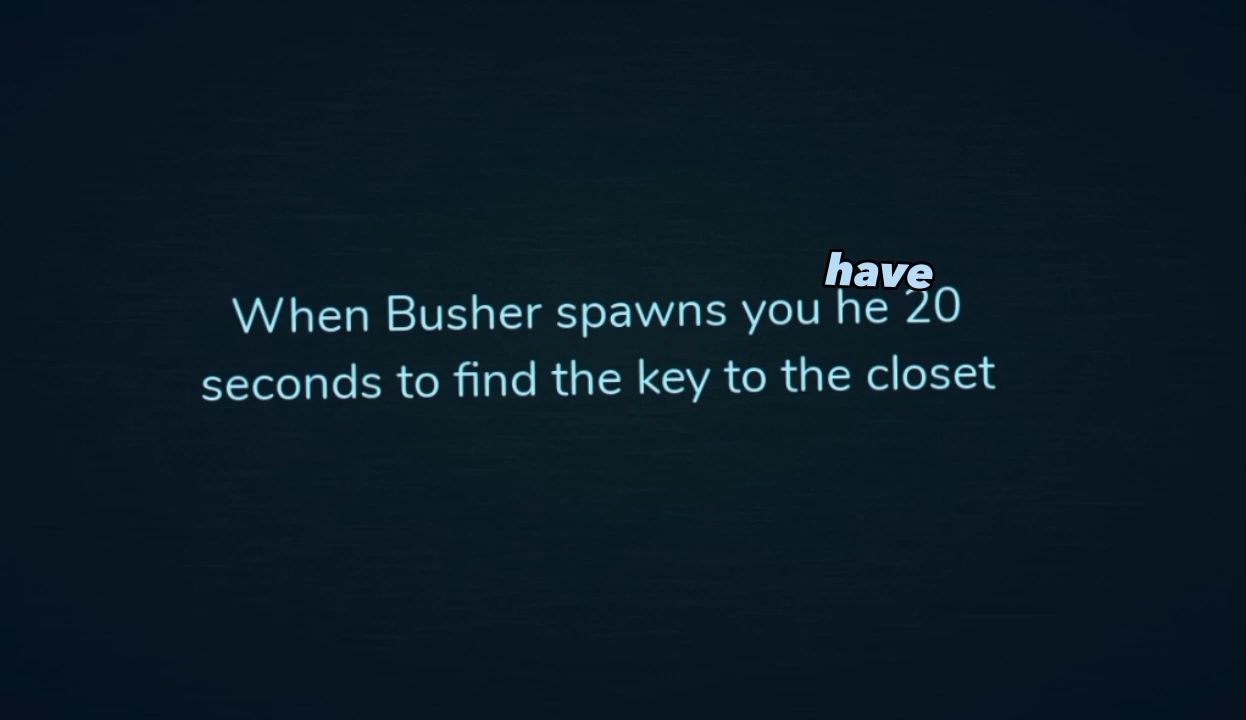 have
When Busher spawns you he 20
seconds to find the key to the closet